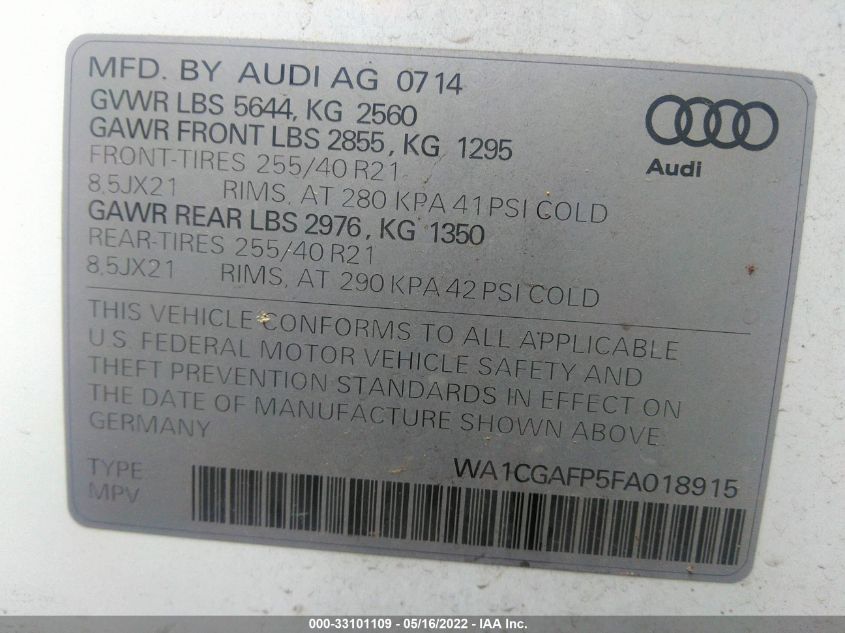 MFD. BY AUDI AG 0714
GVWR LBS 5644, KG 2560
GAWR FRONT LBS 2855, KG 1295
FRONT-TIRES 255/40 R21
8,5JX21 RIMS, AT 280 KPA 41 PSI COLD
GAWR REAR LBS 2976, KG 1350
REAR-TIRES 255/40 R21
8,5JX21 RIMS, AT 290 KPA 42 PSI COLD
Audi
THIS VEHICLE CONFORMS TO ALL APPLICABLE
U.S. FEDERAL MOTOR VEHICLE SAFETY AND
THEFT PREVENTION STANDARDS IN EFFECT ON
THE DATE OF MANUFACTURE SHOWN ABOVE.
GERMANY
TYPE WA1CGAFP5FA018915
MPV
000-33101109 - 05/16/2022 - IAA Inc.